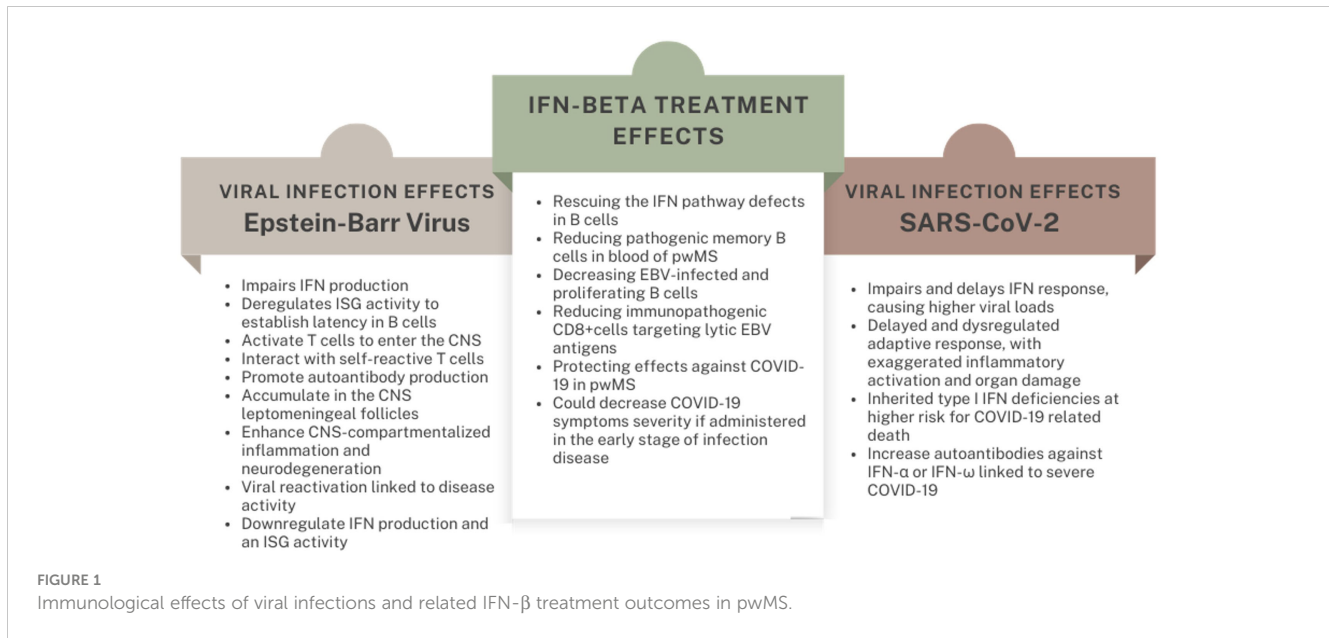 VIRAL INFECTION EFFECTS
Epstein-Barr Virus
• Impairs IFN production
• Deregulates ISG activity to
establish latency in B cells
• Activate T cells to enter the CNS
• Interact with self-reactive T cells
• Promote autoantibody production
• Accumulate in the CNS
leptomeningeal follicles
• Enhance CNS-compartmentalized
inflammation and
neurodegeneration
• Viral reactivation linked to disease
activity
• Downregulate IFN production and
an ISG activity
IFN-BETA TREATMENT
EFFECTS
• Rescuing the IFN pathway defects
in B cells
• Reducing pathogenic memory B
cells in blood of pwMS
• Decreasing EBV-infected and
proliferating B cells
• Reducing immunopathogenic
CD8+cells targeting lytic EBV
antigens
• Protecting effects against COVID-
19 in pwMS
• Could decrease COVID-19
symptoms severity if administered
in the early stage of infection
disease
VIRAL INFECTION EFFECTS
SARS-CoV-2
• Impairs and delays IFN response,
causing higher viral loads
• Delayed and dysregulated
adaptive response, with
exaggerated inflammatory
activation and organ damage
• Inherited type I IFN deficiencies at
higher risk for COVID-19 related
death
• Increase autoantibodies against
IFN-α or IFN-ω linked to severe
COVID-19
FIGURE 1
Immunological effects of viral infections and related IFN-β treatment outcomes in pwMS.